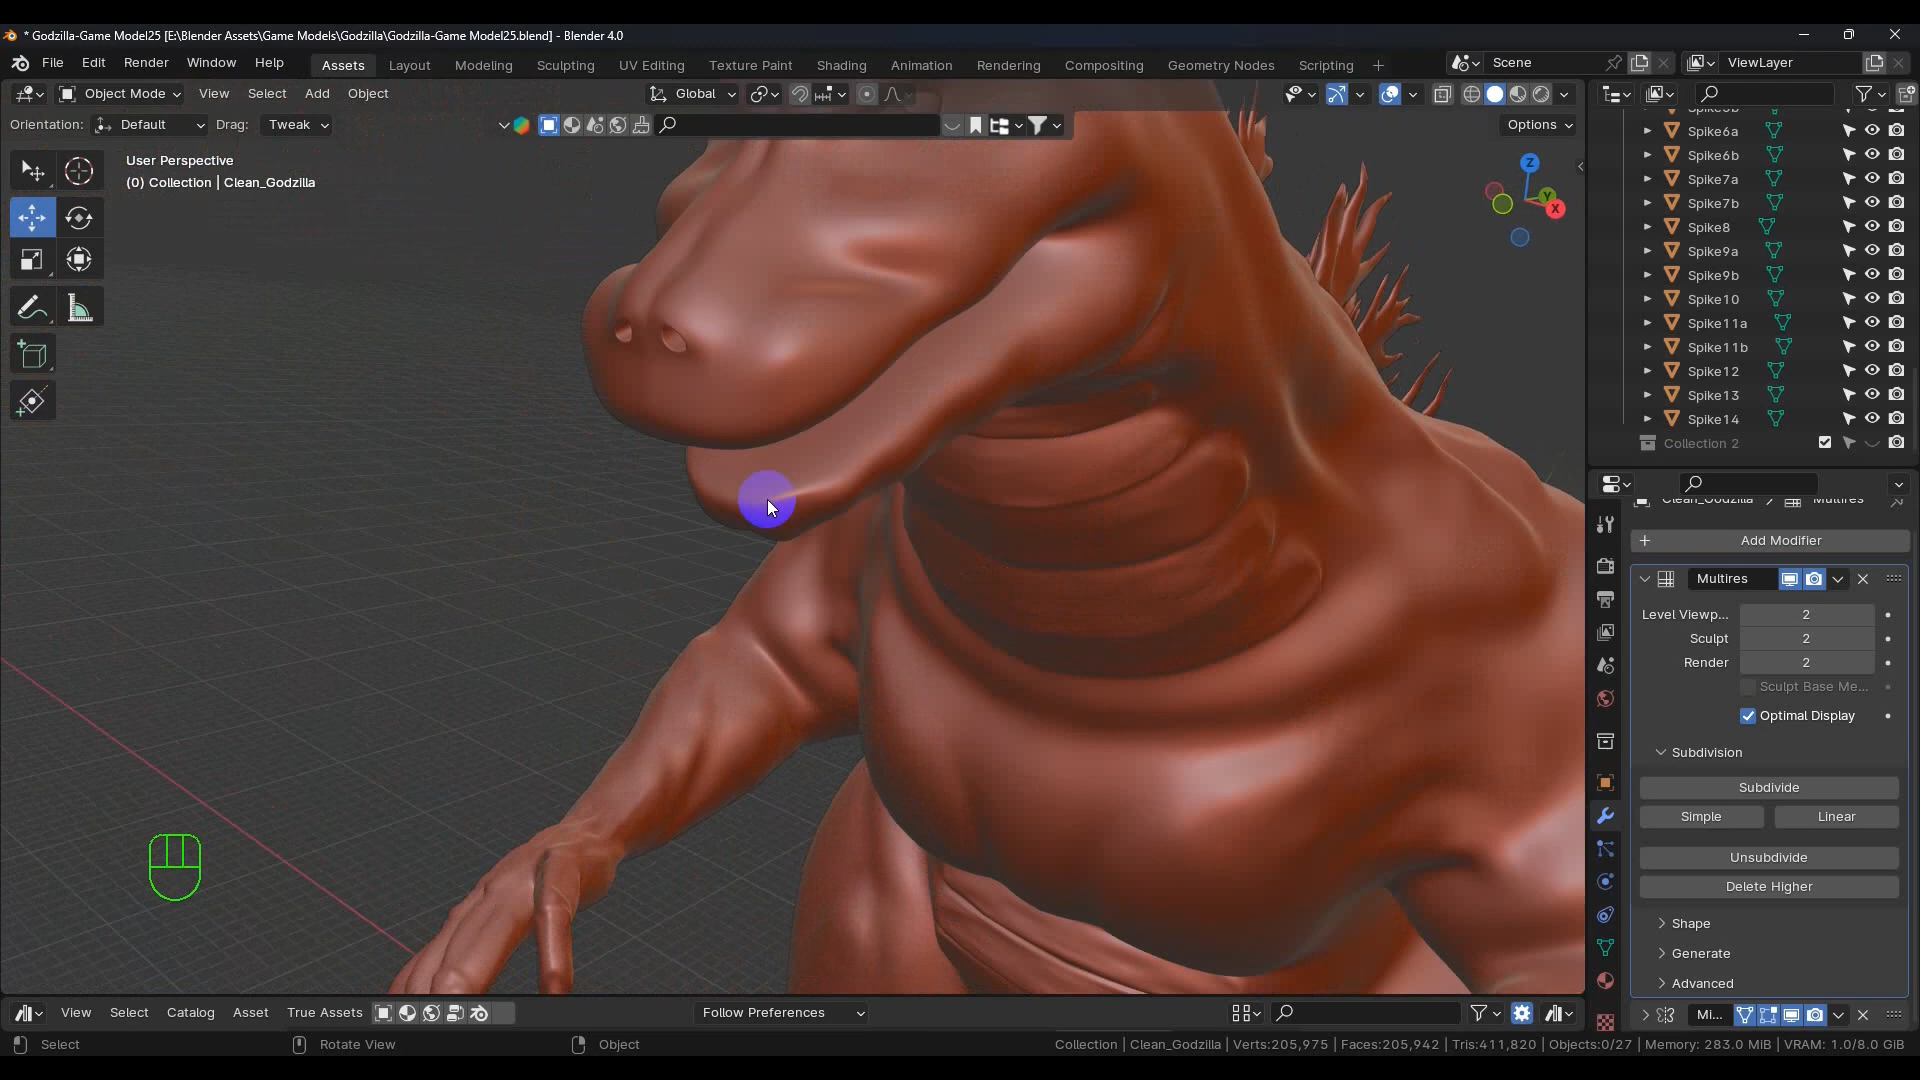 * Godzilla-Game Model25 [E:\Blender Assets\Game Models\Godzilla\Godzilla-Game Model25.blend] - Blender 4.0
File Edit Render Window Help Assets Layout Modeling Sculpting UV Editing Texture Paint Shading Animation Rendering Compositing Geometry Nodes Scripting + Scene ViewLayer
Object Mode View Select Add Object Global
Orientation: Default Drag: Tweak Options
User Perspective
(0) Collection | Clean_Godzilla
Z
Y
X
Spike6a
Spike6b
Spike7a
Spike7b
Spike8
Spike9a
Spike9b
Spike10
Spike11a
Spike11b
Spike12
Spike13
Spike14
Collection 2
Clean_Godzilla Multires
Add Modifier
Multires
Level Viewp... 2
Sculpt 2
Render 2
Sculpt Base Me...
Optimal Display
Subdivision
Subdivide
Simple Linear
Unsubdivide
Delete Higher
Shape
Generate
Advanced
Mi...
View Select Catalog Asset True Assets Follow Preferences
Select Rotate View Object Collection | Clean_Godzilla | Verts:205,975 | Faces:205,942 | Tris:411,820 | Objects:0/27 | Memory: 283.0 MiB | VRAM: 1.0/8.0 GiB